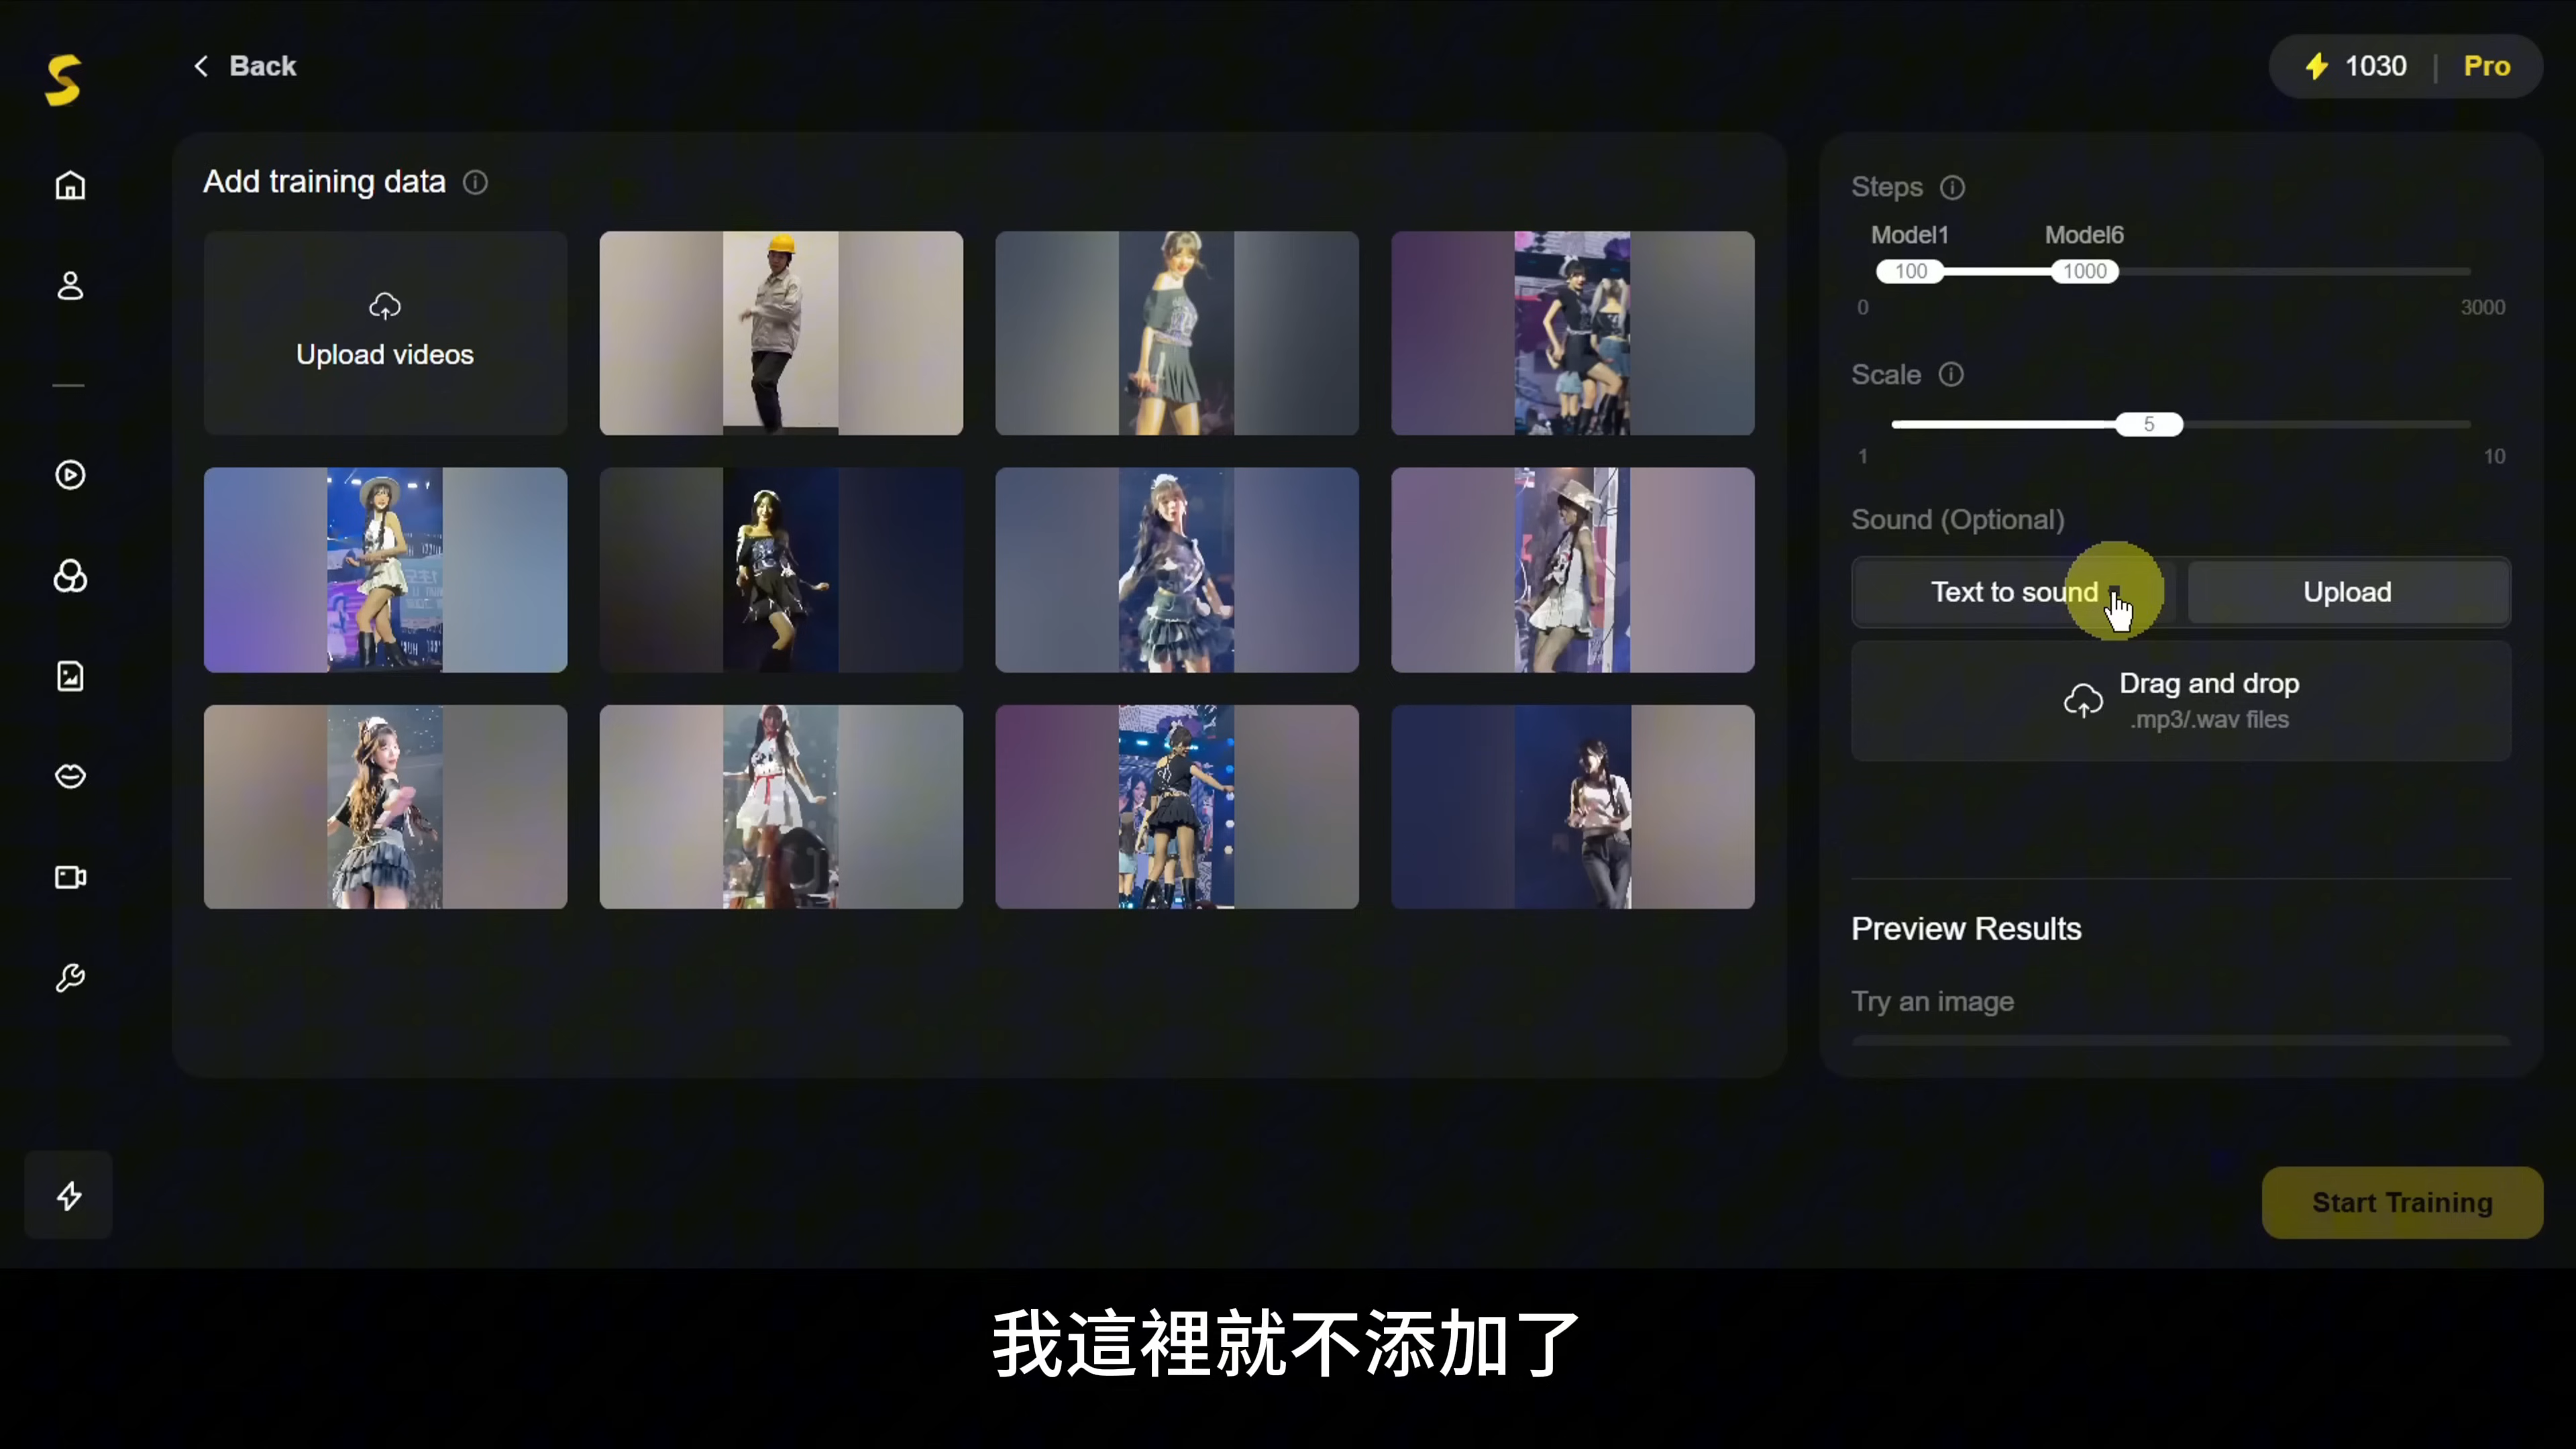 Back
1030 | Pro
Add training data
Upload videos
Steps
Model1 Model6
100 1000
0 3000
Scale
5
1 10
Sound (Optional)
Text to sound Upload
Drag and drop
.mp3/.wav files
Preview Results
Try an image
Start Training
我這裡就不添加了